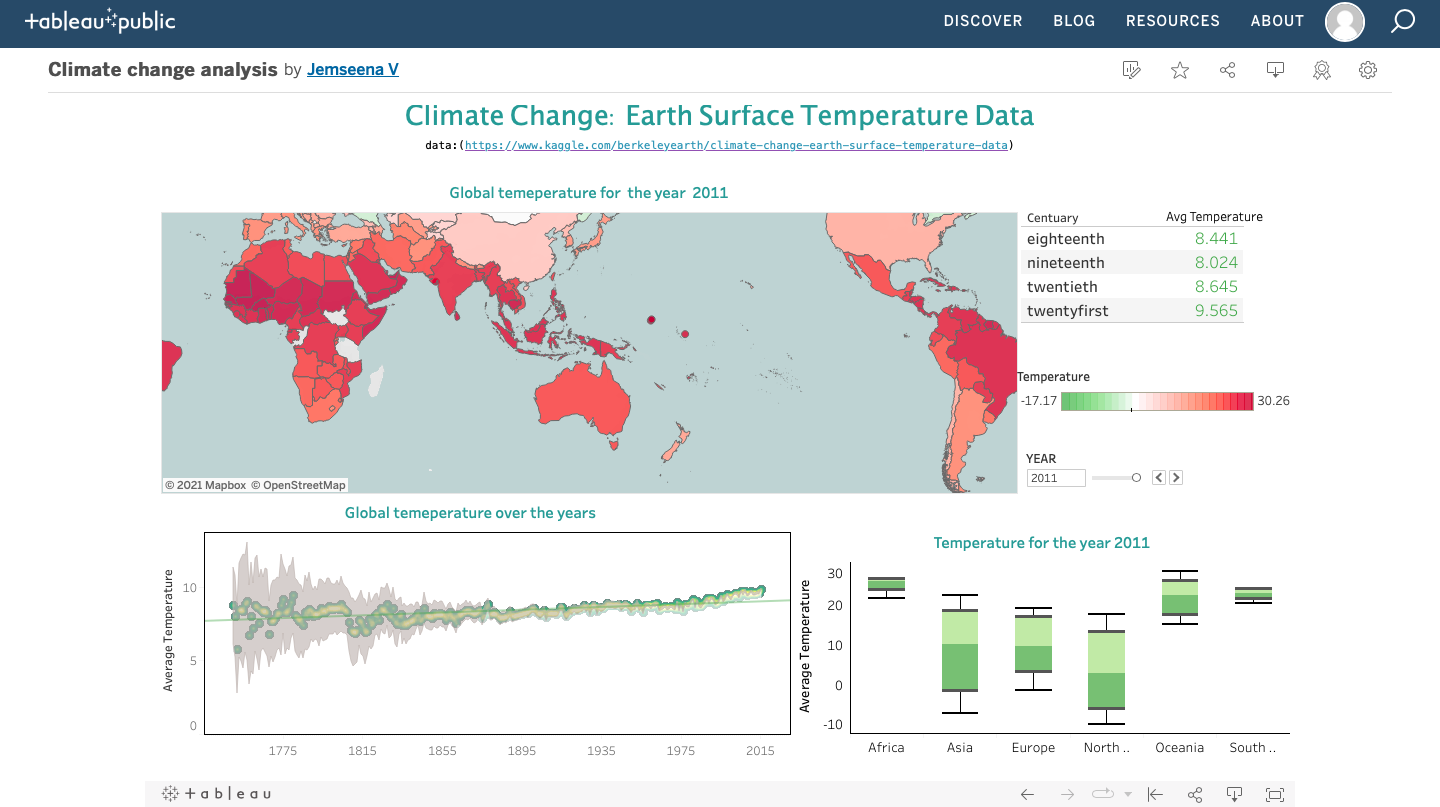 tableau public
DISCOVER BLOG RESOURCES ABOUT
Climate change analysis by Jemseena V
Climate Change: Earth Surface Temperature Data
data:(https://www.kaggle.com/berkeleyearth/climate-change-earth-surface-temperature-data)
Global temeperature for the year 2011
© 2021 Mapbox © OpenStreetMap
Centuary Avg Temperature
eighteenth 8.441
nineteenth 8.024
twentieth 8.645
twentyfirst 9.565
Temperature
-17.17 30.26
YEAR
2011
Global temeperature over the years
Average Temperature
10
5
0
1775 1815 1855 1895 1935 1975 2015
Temperature for the year 2011
Average Temperature
30
20
10
0
-10
Africa Asia Europe North .. Oceania South ..
tableau